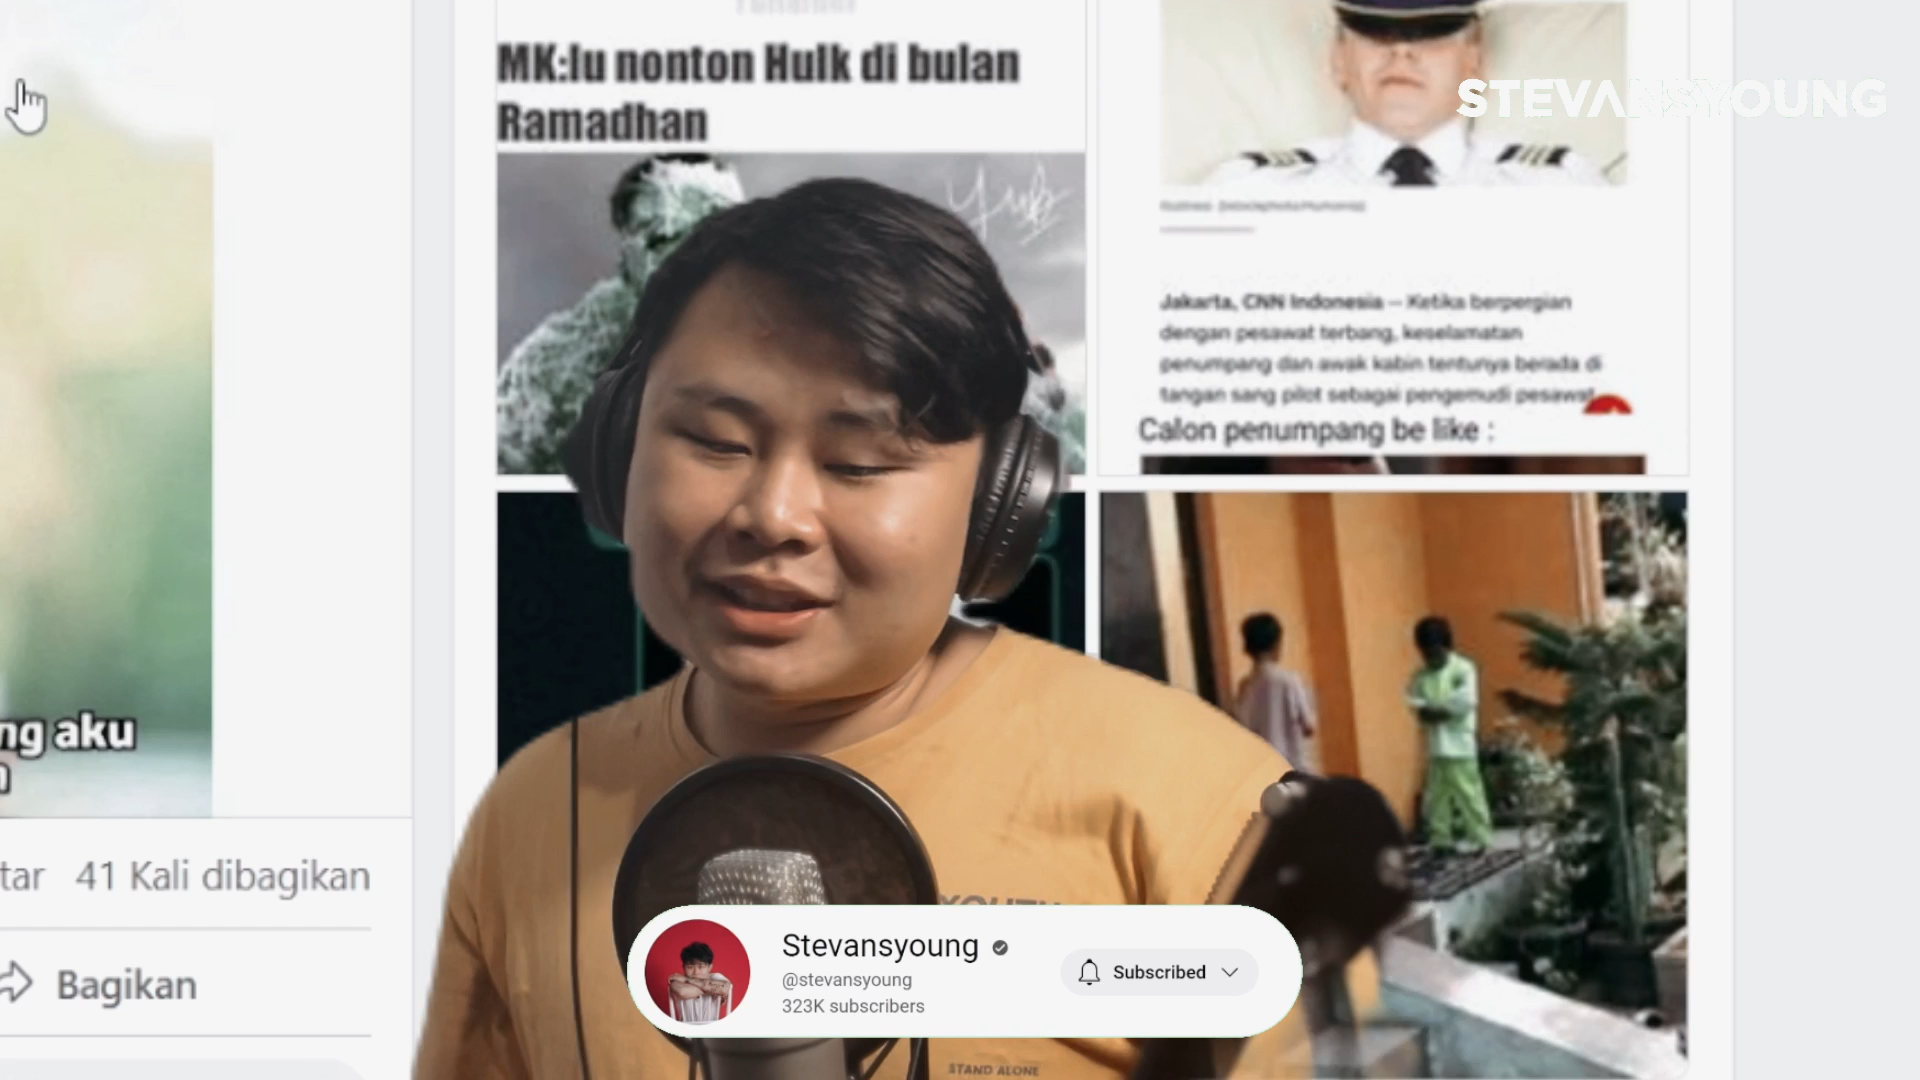 MK:lu nonton Hulk di bulan
Ramadhan
STEVANSYOUNG
Jakarta, CNN Indonesia -- Ketika berpergian
dengan pesawat terbang, keselamatan
penumpang dan awak kabin tentunya berada di
tangan sang pilot sebagai pengemudi pesawat
Calon penumpang be like :
ng aku
tar 41 Kali dibagikan
Bagikan
Stevansyoung
@stevansyoung
323K subscribers
Subscribed
STAND ALONE